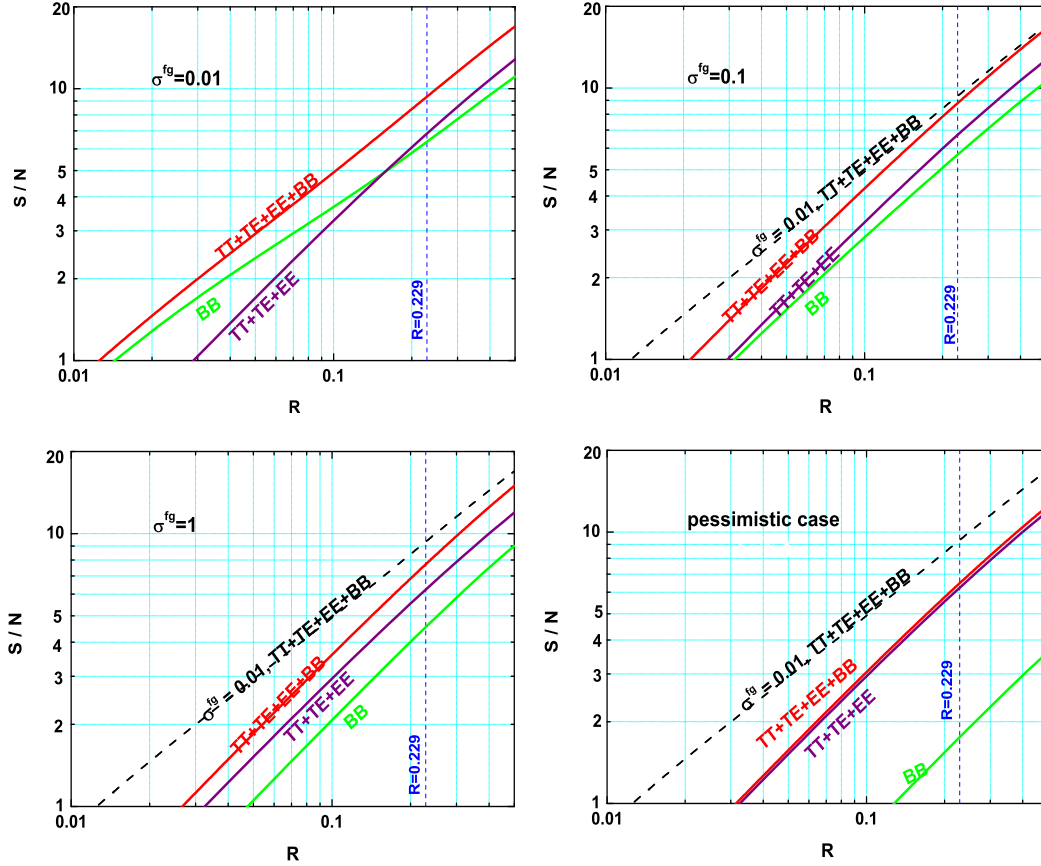 20
10
5
4
3
2
1
S / N
σfg=0.01
TT+TE+EE+BB
BB
TT+TE+EE
R=0.229
0.01
0.1
R
20
10
5
4
3
2
1
S / N
σfg=0.1
σfg = 0.01, TT+TE+EE+BB
TT+TE+EE+BB
TT+TE+EE
BB
R=0.229
0.01
0.1
R
20
10
5
4
3
2
1
S / N
σfg=1
σfg = 0.01, TT+TE+EE+BB
TT+TE+EE+BB
TT+TE+EE
BB
R=0.229
0.01
0.1
R
20
10
5
4
3
2
1
S / N
pessimistic case
σfg = 0.01, TT+TE+EE+BB
TT+TE+EE+BB
TT+TE+EE
BB
R=0.229
0.01
0.1
R